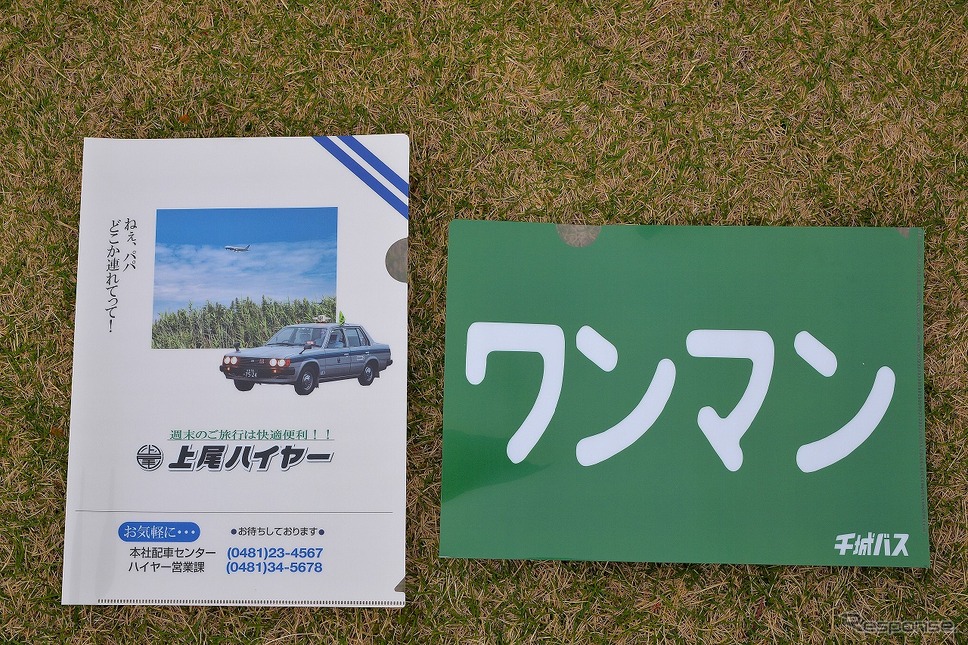 ねぇ、パパ
どこか連れてって！
週末のご旅行は快適便利！！
上尾ハイヤー
お気軽に・・・
●お待ちしております●
本社配車センター (0481)23-4567
ハイヤー営業課 (0481)34-5678
ワンマン
千城バス
Response.